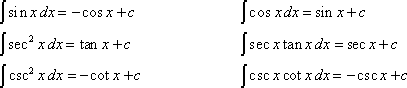 ∫sin x dx = −cos x + c ∫cos x dx = sin x + c
∫sec² x dx = tan x + c ∫sec x tan x dx = sec x + c
∫csc² x dx = −cot x + c ∫csc x cot x dx = −csc x + c